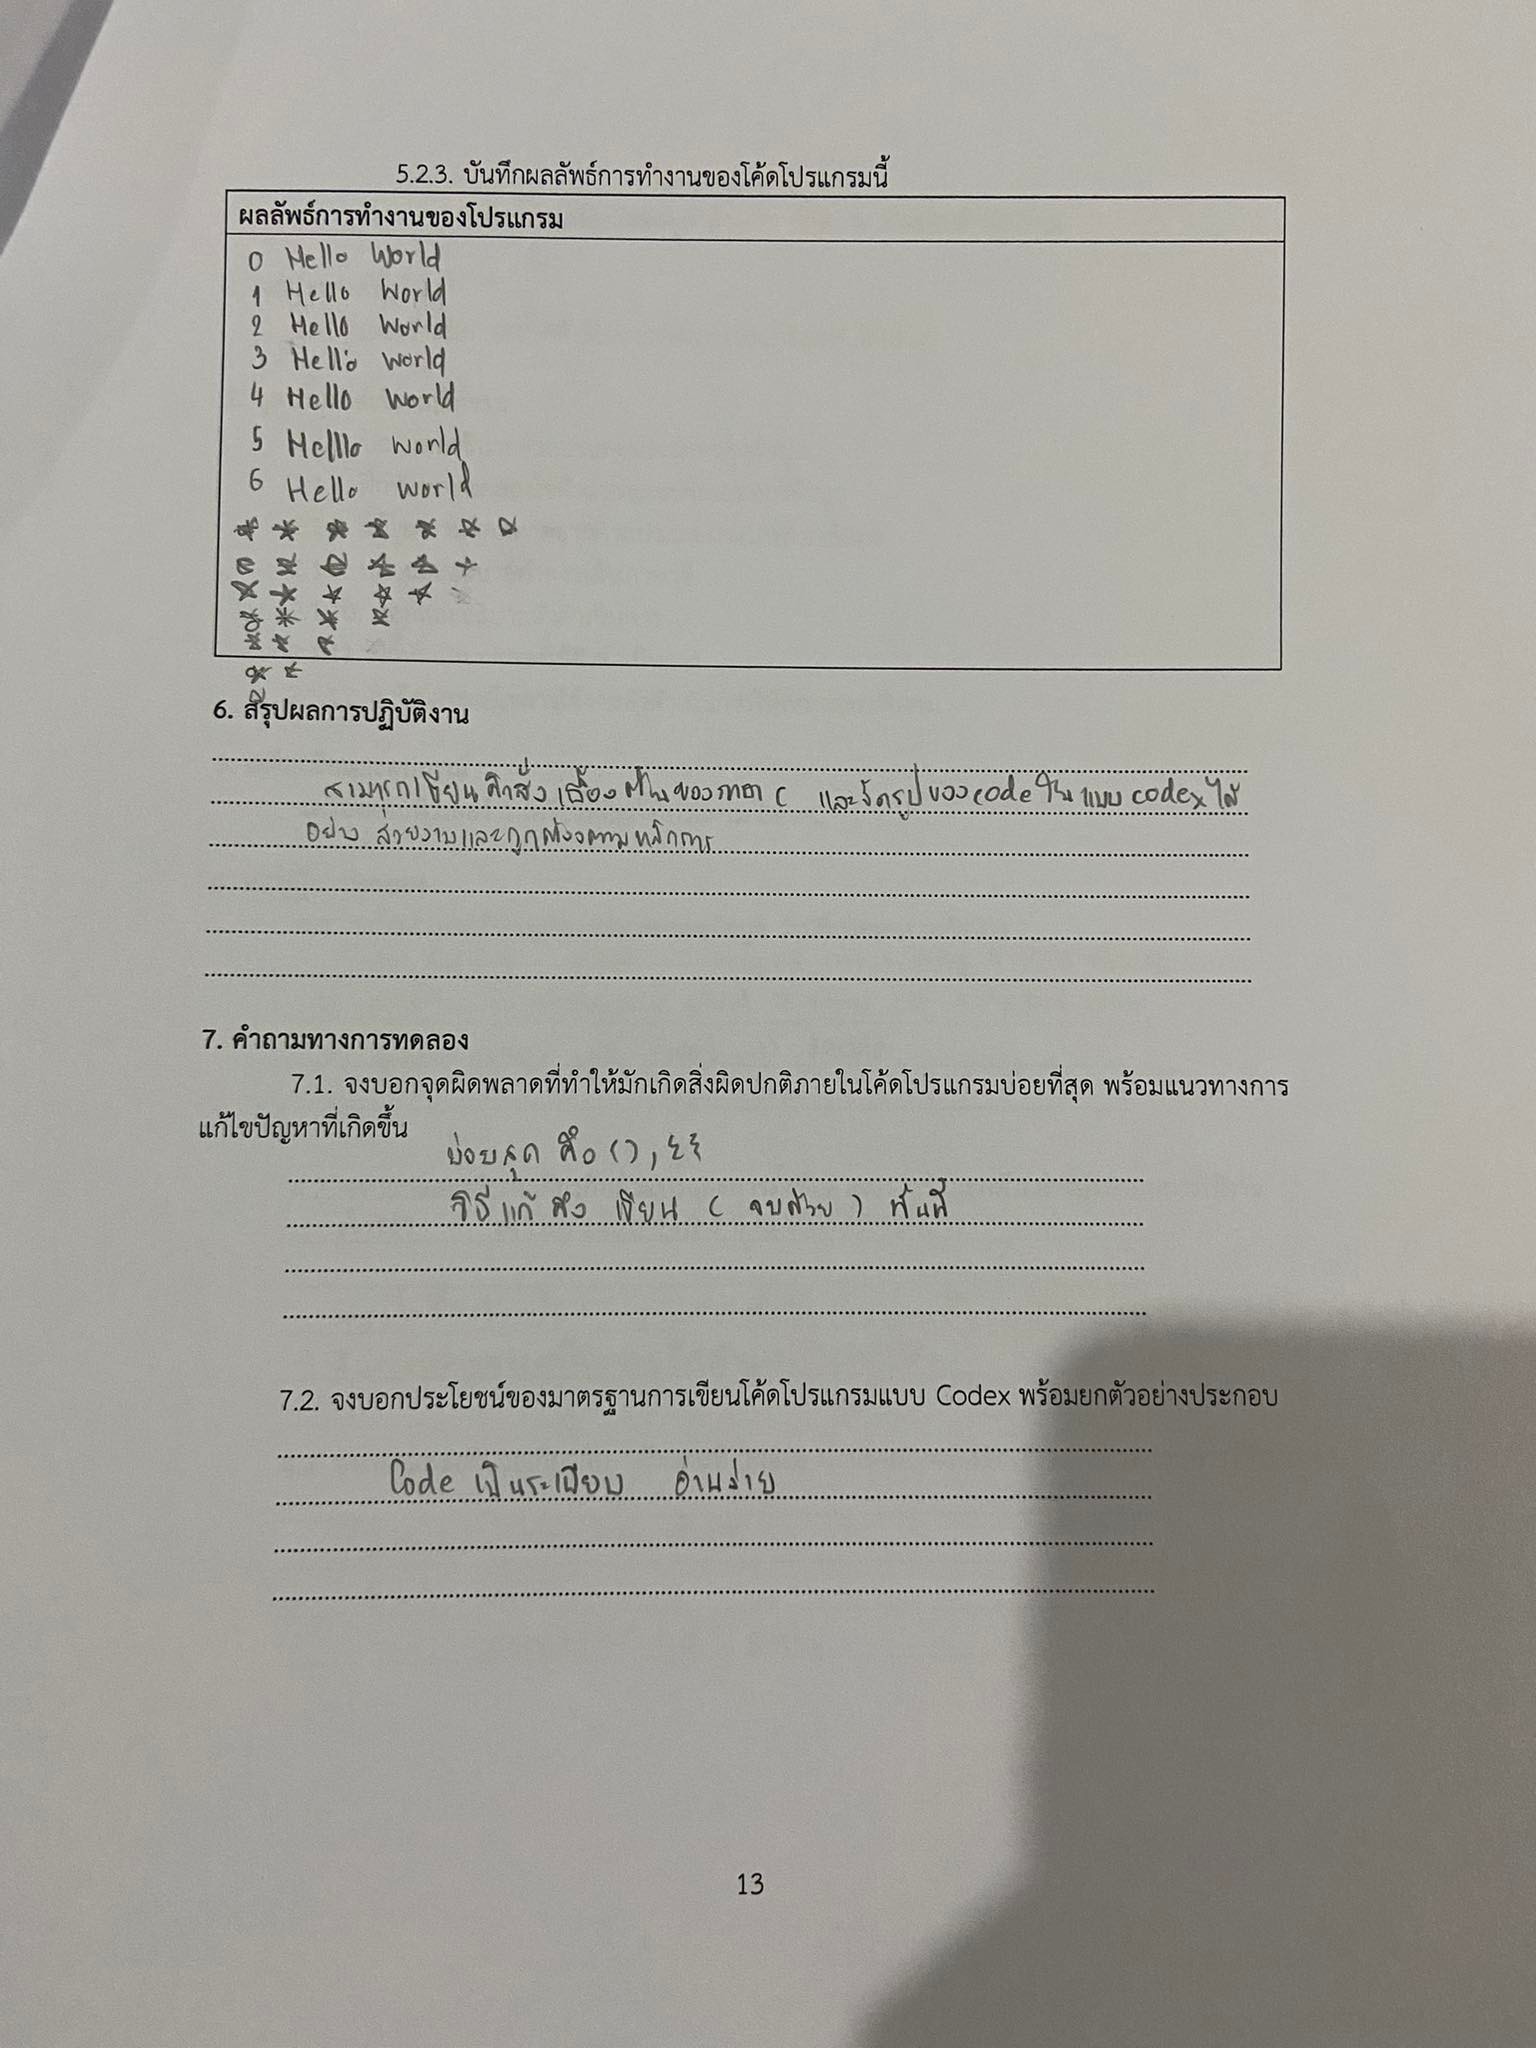 5.2.3. บันทึกผลลัพธ์การทำงานของโค้ดโปรแกรมนี้
ผลลัพธ์การทำงานของโปรแกรม
0 Hello World
1 Hello World
2 Hello World
3 Hello World
4 Hello World
5 Helllo World
6 Hello World
* * * * * * *
* * * * * *
* * * * *
* * * *
* * *
* *
*
6. สรุปผลการปฏิบัติงาน
สามารถเขียนคำสั่งเบื้องต้นของภาษา C และจัดรูปของcodeในแบบ codexได้
อย่าง สวยงามและถูกต้องตามหลักการ
7. คำถามทางการทดลอง
7.1. จงบอกจุดผิดพลาดที่ทำให้มักเกิดสิ่งผิดปกติภายในโค้ดโปรแกรมบ่อยที่สุด พร้อมแนวทางการ
แก้ไขปัญหาที่เกิดขึ้น
บ่อยสุด คือ (), {}
วิธีแก้ คือ เขียน ( จบด้วย ) ทันที
7.2. จงบอกประโยชน์ของมาตรฐานการเขียนโค้ดโปรแกรมแบบ Codex พร้อมยกตัวอย่างประกอบ
Code เป็นระเบียบ อ่านง่าย
13